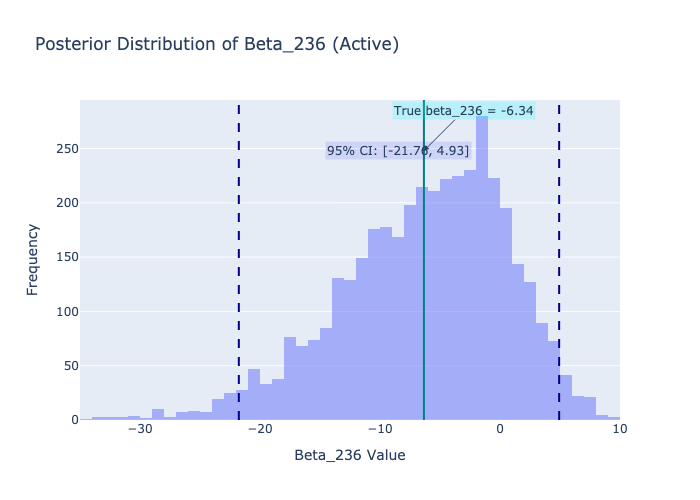 Posterior Distribution of Beta_236 (Active)
True beta_236 = -6.34
95% CI: [-21.76, 4.93]
250
200
150
100
50
0
Frequency
−30
−20
−10
0
10
Beta_236 Value